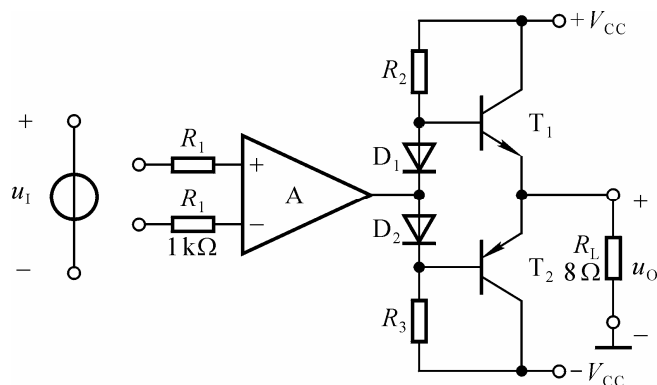 +V_CC
R_2
T_1
+
R_1
+
D_1
u_I
A
+
R_1
−
D_2
1 kΩ
R_L
8 Ω
u_O
−
T_2
R_3
−
−V_CC